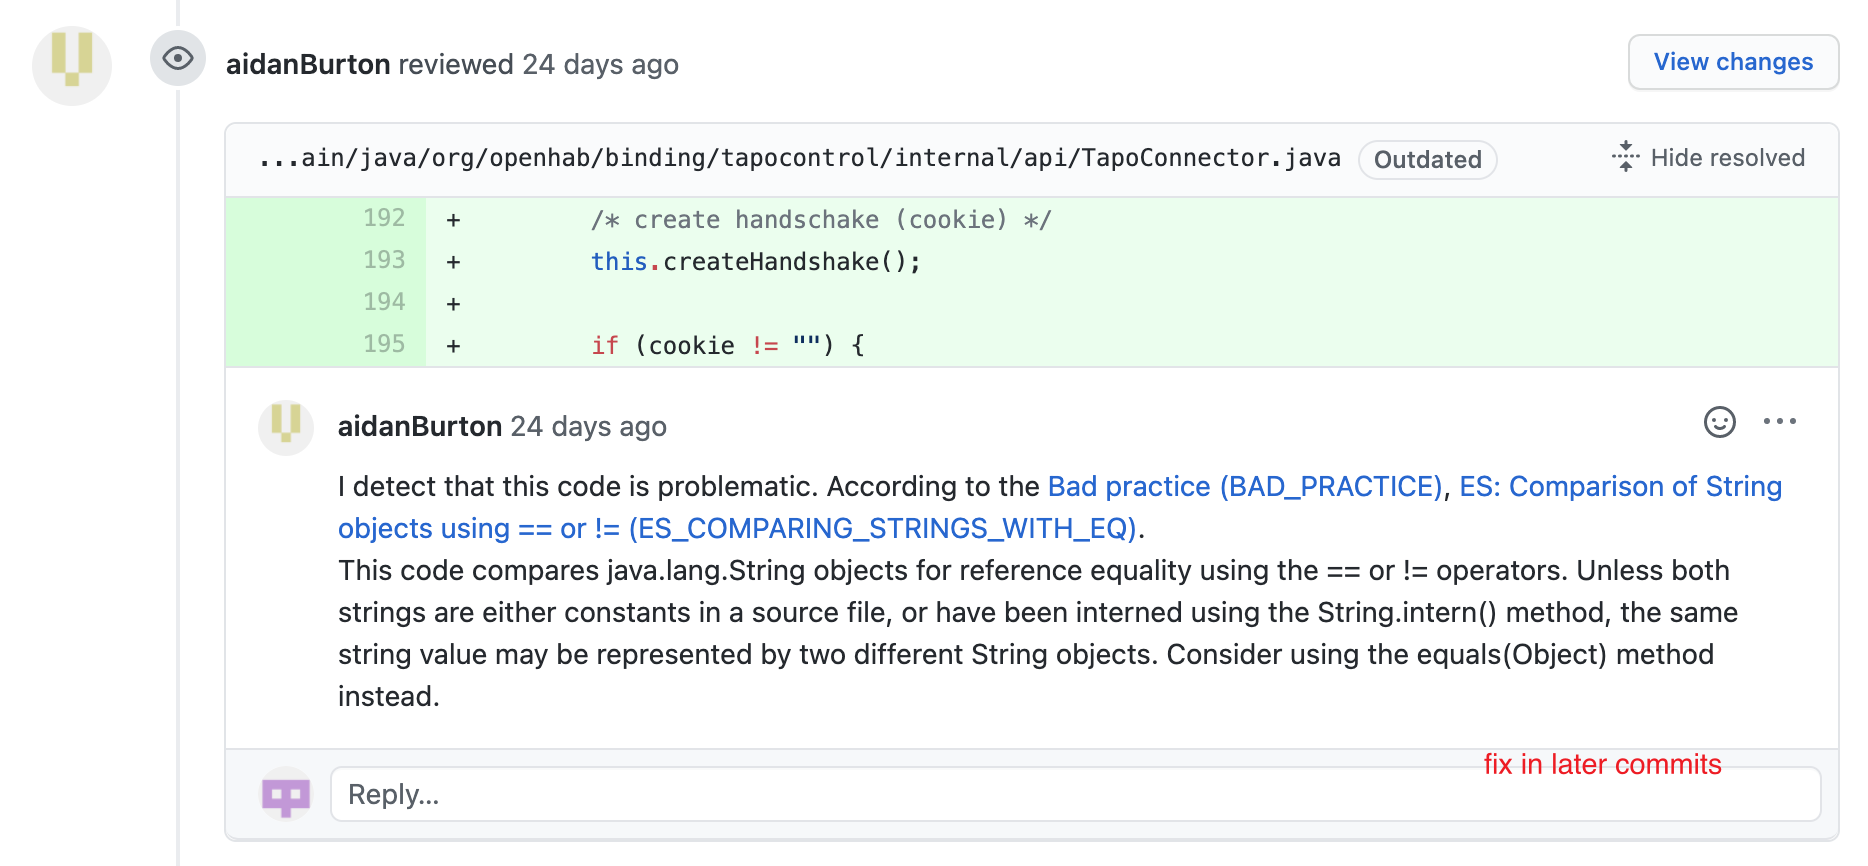 aidanBurton reviewed 24 days ago
View changes
...ain/java/org/openhab/binding/tapocontrol/internal/api/TapoConnector.java Outdated Hide resolved
192 + /* create handschake (cookie) */
193 + this.createHandshake();
194 +
195 + if (cookie != "") {
aidanBurton 24 days ago
I detect that this code is problematic. According to the Bad practice (BAD_PRACTICE), ES: Comparison of String
objects using == or != (ES_COMPARING_STRINGS_WITH_EQ).
This code compares java.lang.String objects for reference equality using the == or != operators. Unless both
strings are either constants in a source file, or have been interned using the String.intern() method, the same
string value may be represented by two different String objects. Consider using the equals(Object) method
instead.
fix in later commits
Reply...